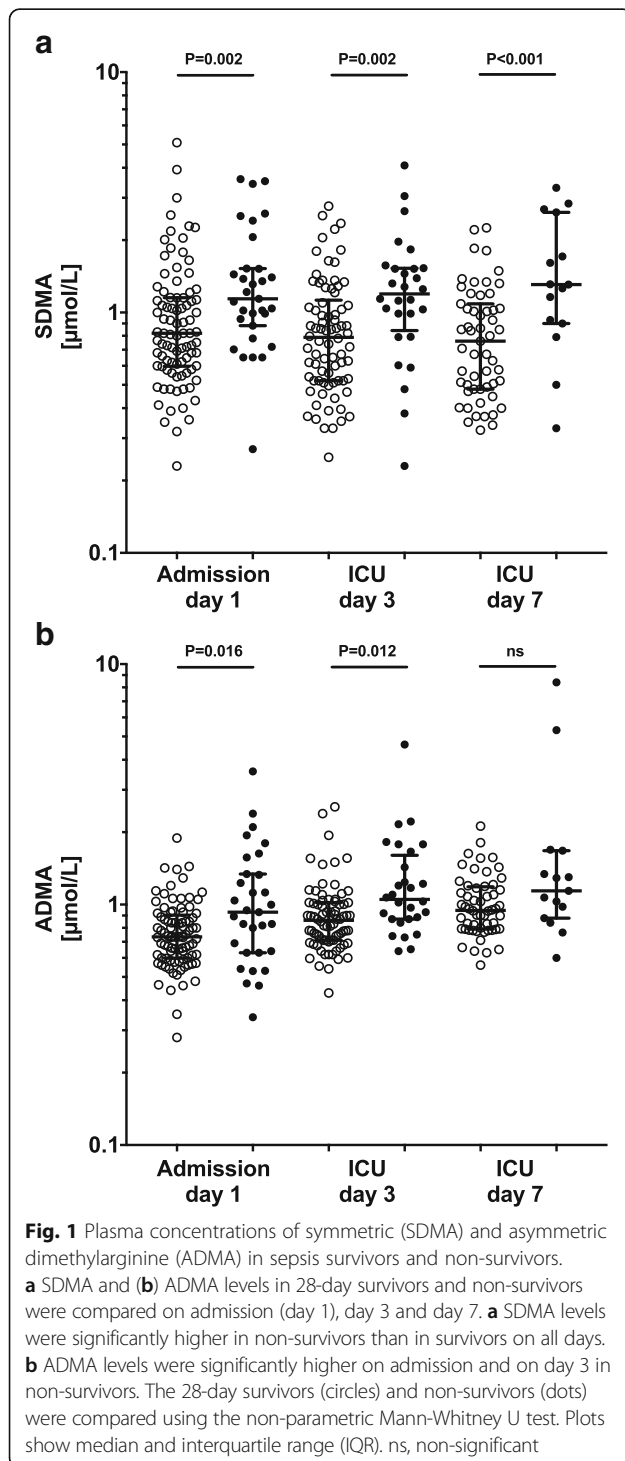 a
P=0.002 P=0.002 P<0.001
10
1
0.1
SDMA
[µmol/L]
Admission ICU ICU
day 1 day 3 day 7
b
P=0.016 P=0.012 ns
10
1
0.1
ADMA
[µmol/L]
Admission ICU ICU
day 1 day 3 day 7
Fig. 1 Plasma concentrations of symmetric (SDMA) and asymmetric
dimethylarginine (ADMA) in sepsis survivors and non-survivors.
a SDMA and (b) ADMA levels in 28-day survivors and non-survivors
were compared on admission (day 1), day 3 and day 7. a SDMA levels
were significantly higher in non-survivors than in survivors on all days.
b ADMA levels were significantly higher on admission and on day 3 in
non-survivors. The 28-day survivors (circles) and non-survivors (dots)
were compared using the non-parametric Mann-Whitney U test. Plots
show median and interquartile range (IQR). ns, non-significant